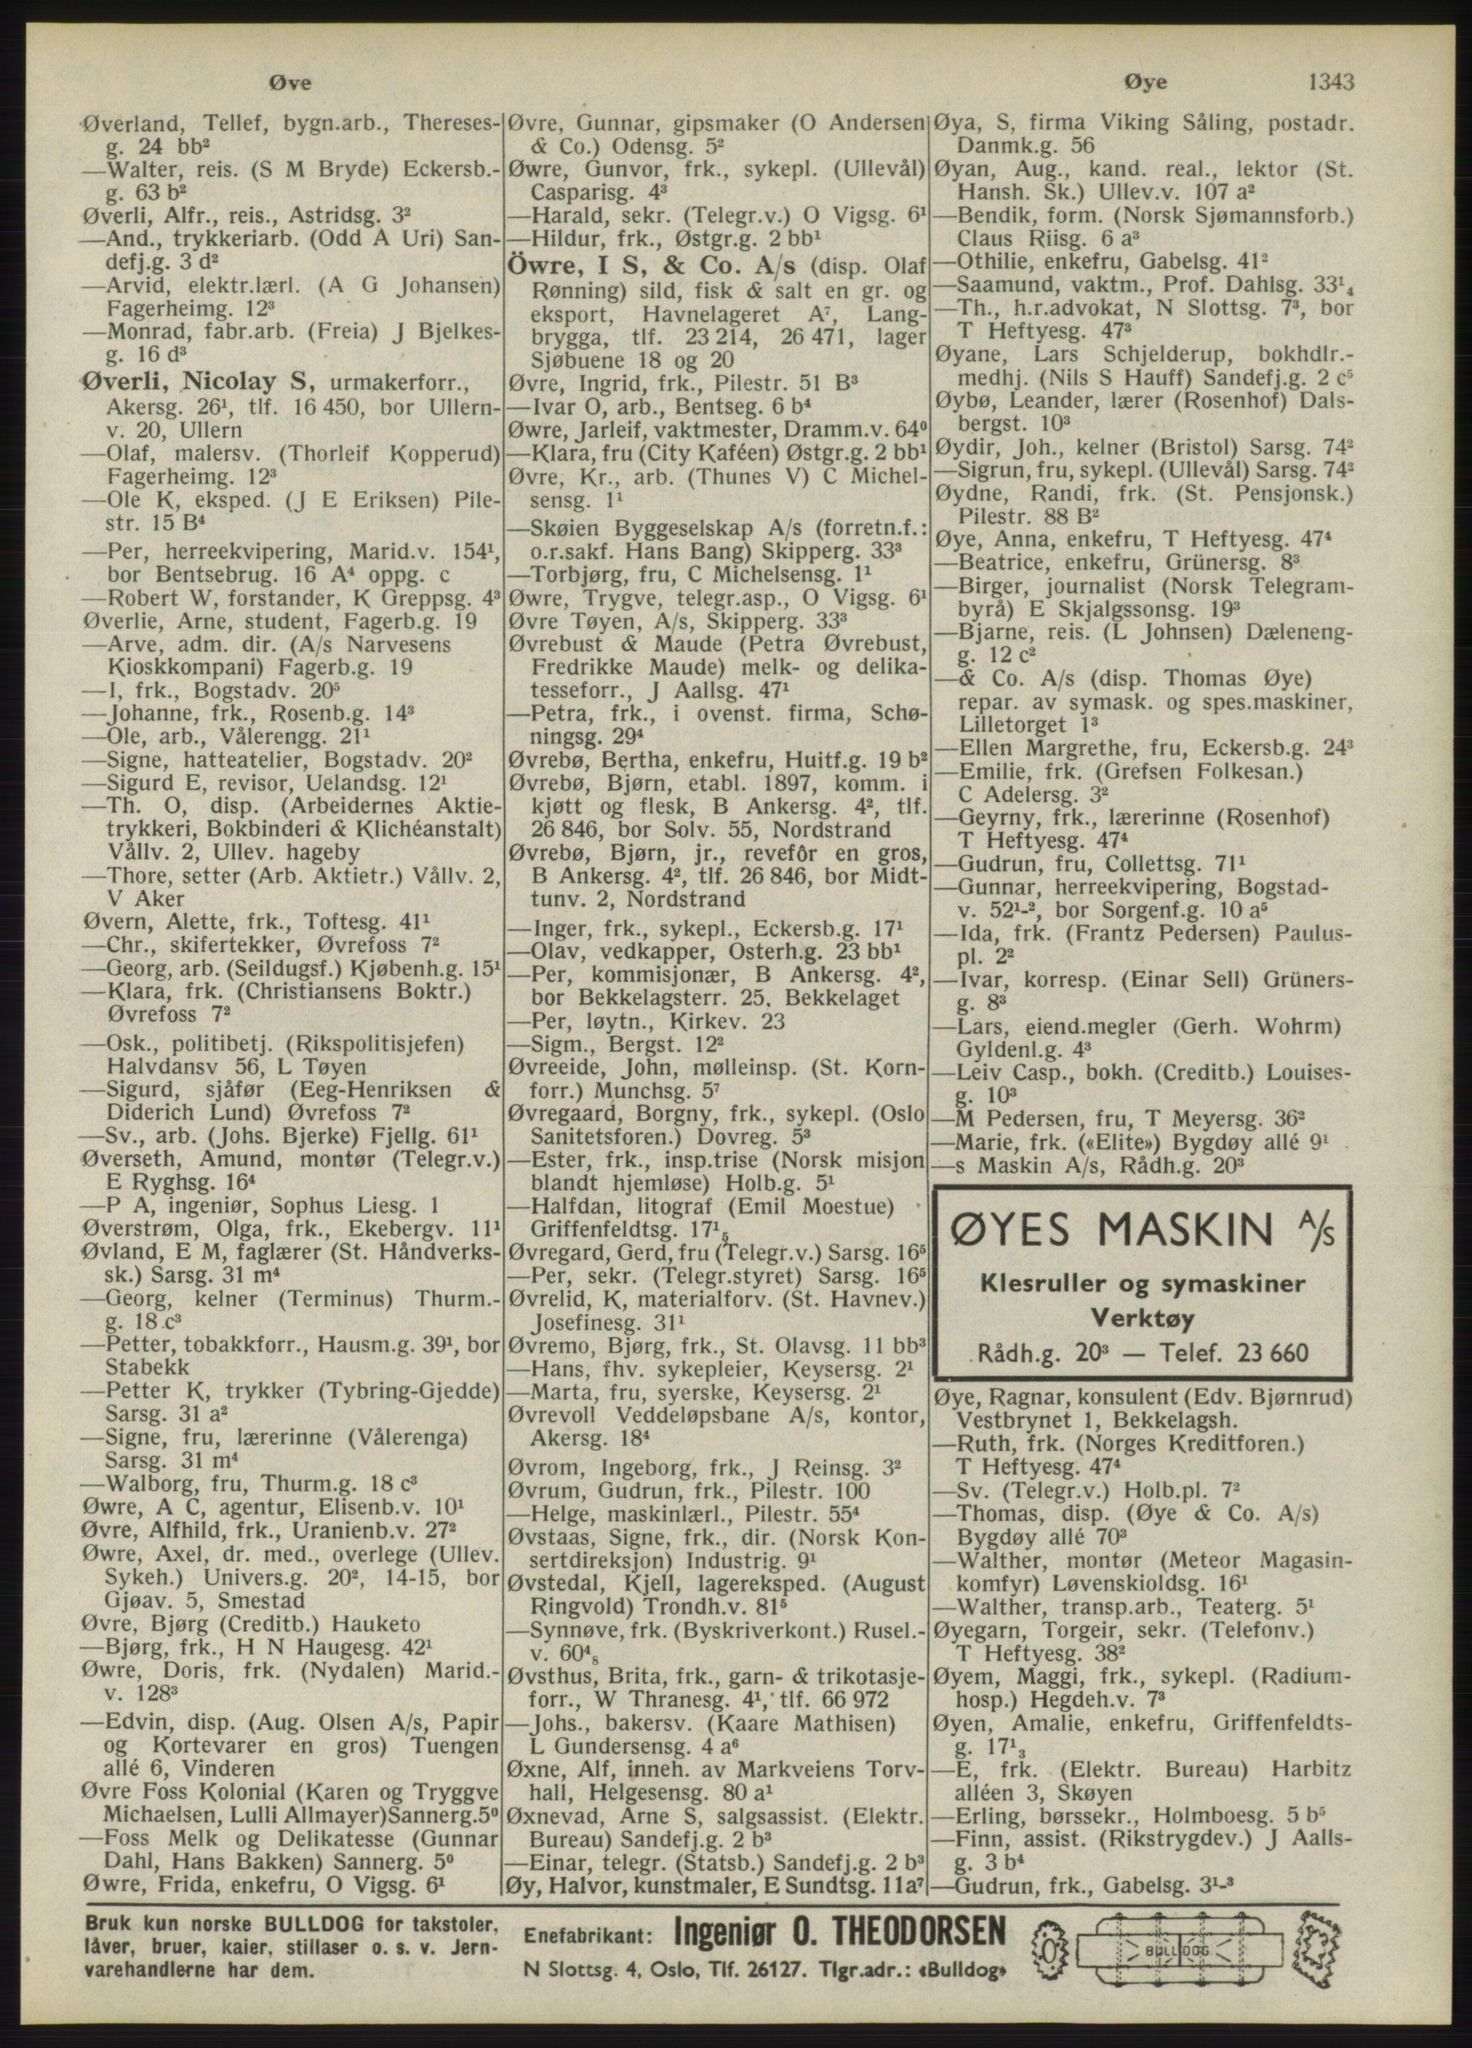 Øve
Øye 1343
Øverland, Tellef, bygn.arb., Thereses-
g. 24 bb²
—Walter, reis. (S M Bryde) Eckersb.-
g. 63 b²
Øverli, Alfr., reis., Astridsg. 3²
—And., trykkeriarb. (Odd A Uri) San-
defj.g. 3 d²
—Arvid, elektr.lærl. (A G Johansen)
Fagerheimg. 12³
—Monrad, fabr.arb. (Freia) J Bjelkes-
g. 16 d³
Øverli, Nicolay S, urmakerforr.,
Akersg. 26¹, tlf. 16 450, bor Ullern-
v. 20, Ullern
—Olaf, malersv. (Thorleif Kopperud)
Fagerheimg. 12³
—Ole K, eksped. (J E Eriksen) Pile-
str. 15 B⁴
—Per, herreekvipering, Marid.v. 154¹,
bor Bentsebrug. 16 A⁴ oppg. c
—Robert W, forstander, K Greppsg. 4³
Øverlie, Arne, student, Fagerb.g. 19
—Arve, adm. dir. (A/s Narvesens
Kioskkompani) Fagerb.g. 19
—I, frk., Bogstadv. 20⁵
—Johanne, frk., Rosenb.g. 14³
—Ole, arb., Vålerengg. 21¹
—Signe, hatteatelier, Bogstadv. 20²
—Sigurd E, revisor, Uelandsg. 12¹
—Th. O, disp. (Arbeidernes Aktie-
trykkeri, Bokbinderi & Klichéanstalt)
Vållv. 2, Ullev. hageby
—Thore, setter (Arb. Aktietr.) Vållv. 2,
V Aker
Øvern, Alette, frk., Toftesg. 41¹
—Chr., skifertekker, Øvrefoss 7²
—Georg, arb. (Seildugsf.) Kjøbenh.g. 15¹
—Klara, frk. (Christiansens Boktr.)
Øvrefoss 7²
—Osk., politibetj. (Rikspolitisjefen)
Halvdansv 56, L Tøyen
—Sigurd, sjåfør (Eeg-Henriksen &
Diderich Lund) Øvrefoss 7²
—Sv., arb. (Johs. Bjerke) Fjellg. 61¹
Øverseth, Amund, montør (Telegr.v.)
E Ryghsg. 16⁴
—P A, ingeniør, Sophus Liesg. 1
Øverstrøm, Olga, frk., Ekebergv. 11¹
Øvland, E M, faglærer (St. Håndverks-
sk.) Sarsg. 31 m⁴
—Georg, kelner (Terminus) Thurm.-
g. 18 c³
—Petter, tobakkforr., Hausm.g. 39¹, bor
Stabekk
—Petter K, trykker (Tybring-Gjedde)
Sarsg. 31 a²
—Signe, fru, lærerinne (Vålerenga)
Sarsg. 31 m⁴
—Walborg, fru, Thurm.g. 18 c³
Øwre, A C, agentur, Elisenb.v. 10¹
Øvre, Alfhild, frk., Uranienb.v. 27²
Øwre, Axel, dr. med., overlege (Ullev.
Sykeh.) Univers.g. 20², 14-15, bor
Gjøav. 5, Smestad
Øvre, Bjørg (Creditb.) Hauketo
—Bjørg, frk., H N Haugesg. 42¹
Øwre, Doris, frk. (Nydalen) Marid.-
v. 128³
—Edvin, disp. (Aug. Olsen A/s, Papir
og Kortevarer en gros) Tuengen
allé 6, Vinderen
Øvre Foss Kolonial (Karen og Tryggve
Michaelsen, Lulli Allmayer)Sannerg.5⁰
—Foss Melk og Delikatesse (Gunnar
Dahl, Hans Bakken) Sannerg. 5⁰
Øwre, Frida, enkefru, O Vigsg. 6¹
Øvre, Gunnar, gipsmaker (O Andersen
& Co.) Odensg. 5²
Øwre, Gunvor, frk., sykepl. (Ullevål)
Casparisg. 4³
—Harald, sekr. (Telegr.v.) O Vigsg. 6¹
—Hildur, frk., Østgr.g. 2 bb¹
Öwre, I S, & Co. A/s (disp. Olaf
Rønning) sild, fisk & salt en gr. og
eksport, Havnelageret A⁷, Lang-
brygga, tlf. 23 214, 26 471, lager
Sjøbuene 18 og 20
Øvre, Ingrid, frk., Pilestr. 51 B³
—Ivar O, arb., Bentseg. 6 b⁴
Øwre, Jarleif, vaktmester, Dramm.v. 64⁰
—Klara, fru (City Kaféen) Østgr.g. 2 bb¹
Øvre, Kr., arb. (Thunes V) C Michel-
sensg. 1¹
—Skøien Byggeselskap A/s (forretn.f.:
o.r.sakf. Hans Bang) Skipperg. 33³
—Torbjørg, fru, C Michelsensg. 1¹
Øwre, Trygve, telegr.asp., O Vigsg. 6¹
Øvre Tøyen, A/s, Skipperg. 33³
Øvrebust & Maude (Petra Øvrebust,
Fredrikke Maude) melk- og delika-
tesseforr., J Aallsg. 47¹
—Petra, frk., i ovenst. firma, Schø-
ningsg. 29⁴
Øvrebø, Bertha, enkefru, Huitf.g. 19 b²
Øvrebø, Bjørn, etabl. 1897, komm. i
kjøtt og flesk, B Ankersg. 4², tlf.
26 846, bor Solv. 55, Nordstrand
Øvrebø, Bjørn, jr., revefôr en gros,
B Ankersg. 4², tlf. 26 846, bor Midt-
tunv. 2, Nordstrand
—Inger, frk., sykepl., Eckersb.g. 17¹
—Olav, vedkapper, Osterh.g. 23 bb¹
—Per, kommisjonær, B Ankersg. 4²,
bor Bekkelagsterr. 25, Bekkelaget
—Per, løytn., Kirkev. 23
—Sigm., Bergst. 12²
Øvreeide, John, mølleinsp. (St. Korn-
forr.) Munchsg. 5⁷
Øvregaard, Borgny, frk., sykepl. (Oslo
Sanitetsforen.) Dovreg. 5³
—Ester, frk., insp.trise (Norsk misjon
blandt hjemløse) Holb.g. 5¹
—Halfdan, litograf (Emil Moestue)
Griffenfeldtsg. 17¹₅
Øvregard, Gerd, fru (Telegr.v.) Sarsg. 16⁵
—Per, sekr. (Telegr.styret) Sarsg. 16⁵
Øvrelid, K, materialforv. (St. Havnev.)
Josefinesg. 31¹
Øvremo, Bjørg, frk., St. Olavsg. 11 bb³
—Hans, fhv. sykepleier, Keysersg. 2¹
—Marta, fru, syerske, Keysersg. 2¹
Øvrevoll Veddeløpsbane A/s, kontor,
Akersg. 18⁴
Øvrom, Ingeborg, frk., J Reinsg. 3²
Øvrum, Gudrun, frk., Pilestr. 100
—Helge, maskinlærl., Pilestr. 55⁴
Øvstaas, Signe, frk., dir. (Norsk Kon-
sertdireksjon) Industrig. 9¹
Øvstedal, Kjell, lagereksped. (August
Ringvold) Trondh.v. 81⁵
—Synnøve, frk. (Byskriverkont.) Rusel.-
v. 60⁴₈
Øvsthus, Brita, frk., garn- & trikotasje-
forr., W Thranesg. 4¹, tlf. 66 972
—Johs., bakersv. (Kaare Mathisen)
L Gundersensg. 4 a⁶
Øxne, Alf, inneh. av Markveiens Torv-
hall, Helgesensg. 80 a¹
Øxnevad, Arne S, salgsassist. (Elektr.
Bureau) Sandefj.g. 2 b³
—Einar, telegr. (Statsb.) Sandefj.g. 2 b³
Øy, Halvor, kunstmaler, E Sundtsg. 11a⁷
Øya, S, firma Viking Såling, postadr.
Danmk.g. 56
Øyan, Aug., kand. real., lektor (St.
Hansh. Sk.) Ullev.v. 107 a²
—Bendik, form. (Norsk Sjømannsforb.)
Claus Riisg. 6 a³
—Othilie, enkefru, Gabelsg. 41²
—Saamund, vaktm., Prof. Dahlsg. 33¹₄
—Th., h.r.advokat, N Slottsg. 7³, bor
T Heftyesg. 47³
Øyane, Lars Schjelderup, bokhdlr.-
medhj. (Nils S Hauff) Sandefj.g. 2 c⁵
Øybø, Leander, lærer (Rosenhof) Dals-
bergst. 10³
Øydir, Joh., kelner (Bristol) Sarsg. 74²
—Sigrun, fru, sykepl. (Ullevål) Sarsg. 74²
Øydne, Randi, frk. (St. Pensjonsk.)
Pilestr. 88 B²
Øye, Anna, enkefru, T Heftyesg. 47⁴
—Beatrice, enkefru, Grünersg. 8³
—Birger, journalist (Norsk Telegram-
byrå) E Skjalgssonsg. 19³
—Bjarne, reis. (L Johnsen) Dæleneng-
g. 12 c²
—& Co. A/s (disp. Thomas Øye)
repar. av symask. og spes.maskiner,
Lilletorget 1³
—Ellen Margrethe, fru, Eckersb.g. 24³
—Emilie, frk. (Grefsen Folkesan.)
C Adelersg. 3²
—Geyrny, frk., lærerinne (Rosenhof)
T Heftyesg. 47⁴
—Gudrun, fru, Collettsg. 71¹
—Gunnar, herreekvipering, Bogstad-
v. 52¹-², bor Sorgenf.g. 10 a⁵
—Ida, frk. (Frantz Pedersen) Paulus-
pl. 2²
—Ivar, korresp. (Einar Sell) Grüners-
g. 8³
—Lars, eiend.megler (Gerh. Wohrm)
Gyldenl.g. 4³
—Leiv Casp., bokh. (Creditb.) Louises-
g. 10³
—M Pedersen, fru, T Meyersg. 36²
—Marie, frk. («Elite») Bygdøy allé 9¹
—s Maskin A/s, Rådh.g. 20³
ØYES MASKIN A/S
Klesruller og symaskiner
Verktøy
Rådh.g. 20³ — Telef. 23 660
Øye, Ragnar, konsulent (Edv. Bjørnrud)
Vestbrynet 1, Bekkelagsh.
—Ruth, frk. (Norges Kreditforen.)
T Heftyesg. 47⁴
—Sv. (Telegr.v.) Holb.pl. 7²
—Thomas, disp. (Øye & Co. A/s)
Bygdøy allé 70³
—Walther, montør (Meteor Magasin-
komfyr) Løvenskioldsg. 16¹
—Walther, transp.arb., Teaterg. 5¹
Øyegarn, Torgeir, sekr. (Telefonv.)
T Heftyesg. 38²
Øyem, Maggi, frk., sykepl. (Radium-
hosp.) Hegdeh.v. 7³
Øyen, Amalie, enkefru, Griffenfeldts-
g. 17¹₃
—E, frk. (Elektr. Bureau) Harbitz
alléen 3, Skøyen
—Erling, børssekr., Holmboesg. 5 b⁵
—Finn, assist. (Rikstrygdev.) J Aalls-
g. 3 b⁴
—Gudrun, frk., Gabelsg. 3¹-³
Bruk kun norske BULLDOG for takstoler,
låver, bruer, kaier, stillaser o. s. v. Jern-
varehandlerne har dem.
Enefabrikant: Ingeniør O. THEODORSEN
N Slottsg. 4, Oslo, Tlf. 26127. Tlgr.adr.: «Bulldog»
BULLDOG